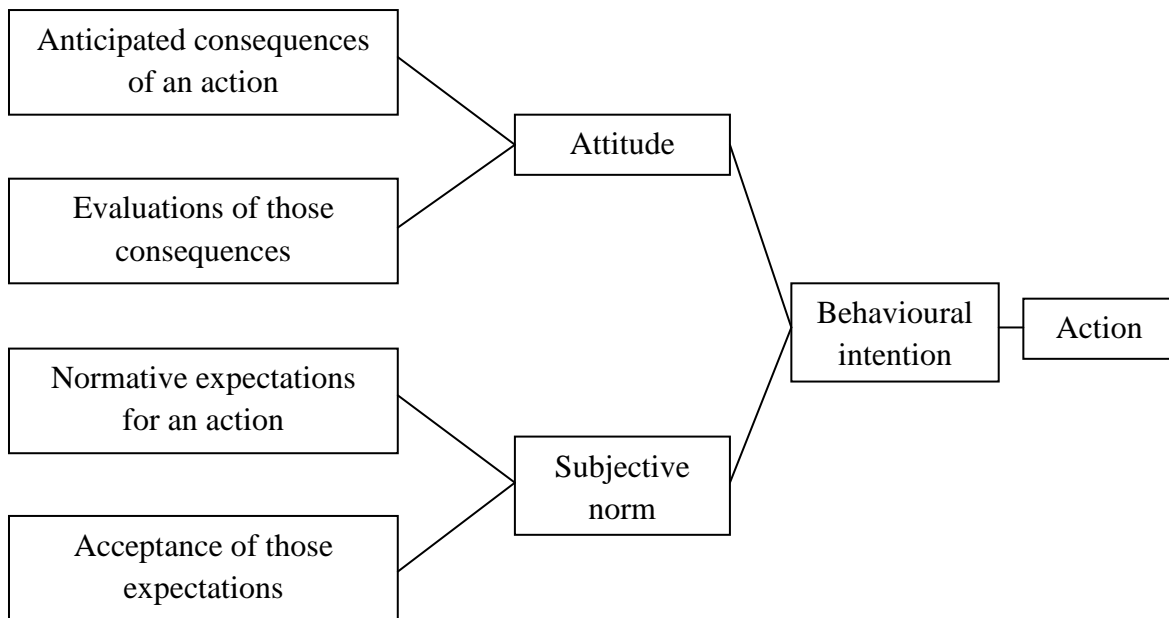 Anticipated consequences
of an action
Attitude
Evaluations of those
consequences
Behavioural
intention
Action
Normative expectations
for an action
Subjective
norm
Acceptance of those
expectations